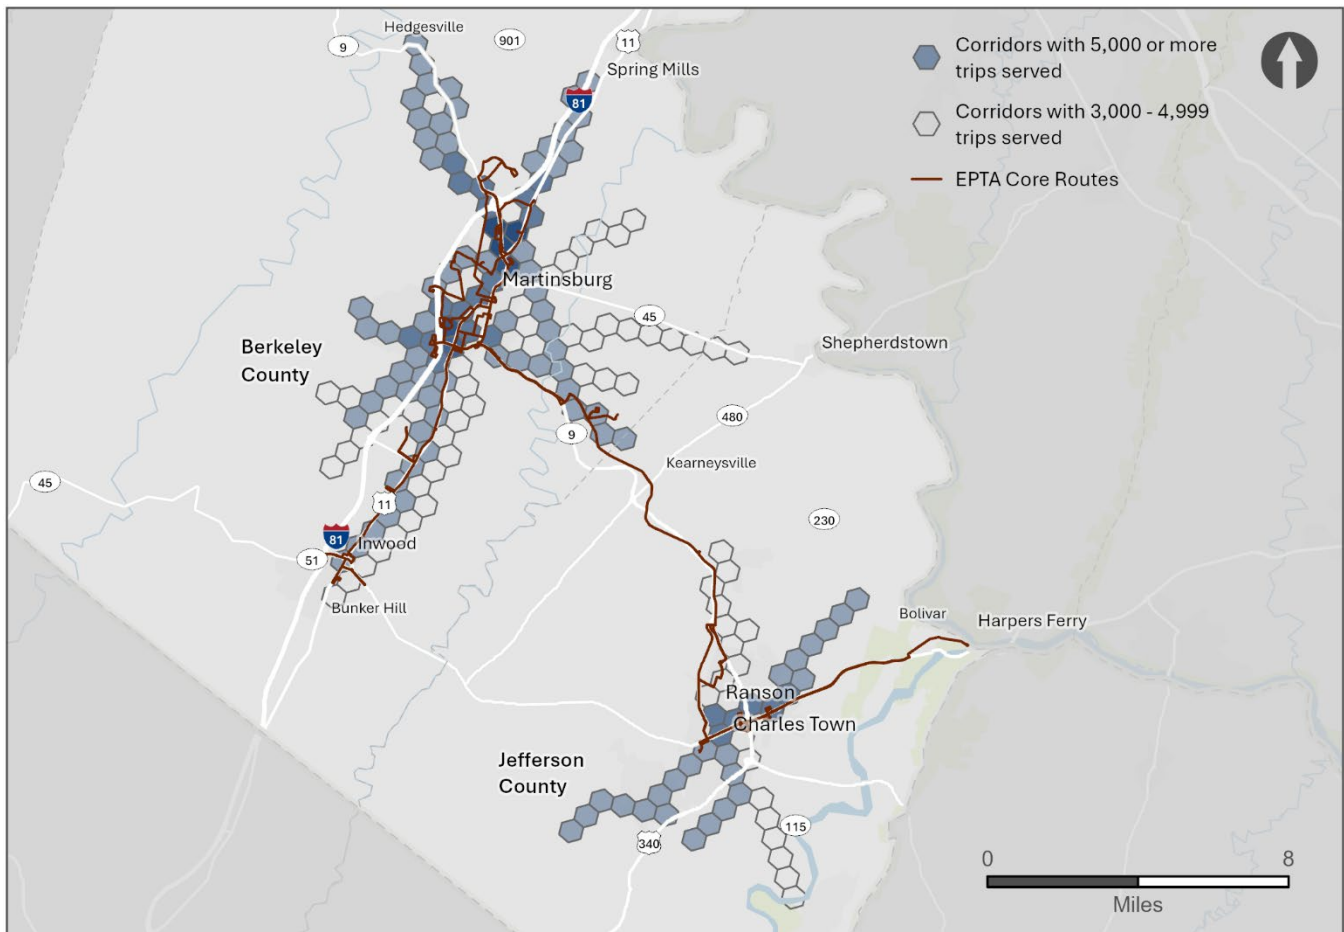 Hedgesville
9
901
11
Spring Mills
81
Corridors with 5,000 or more
trips served
Corridors with 3,000 - 4,999
trips served
EPTA Core Routes
Martinsburg
45
Shepherdstown
Berkeley
County
480
9
Kearneysville
45
11
230
81
Inwood
51
Bunker Hill
Bolivar
Harpers Ferry
Ranson
Charles Town
Jefferson
County
115
340
0
8
Miles